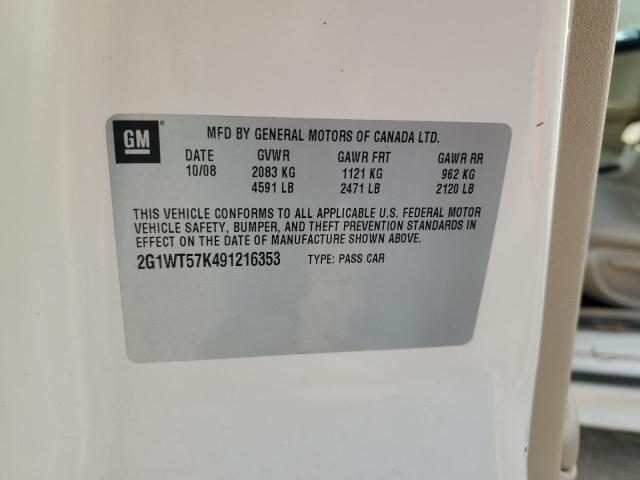 GM® MFD BY GENERAL MOTORS OF CANADA LTD.
DATE GVWR GAWR FRT GAWR RR
10/08 2083 KG 1121 KG 962 KG
4591 LB 2471 LB 2120 LB
THIS VEHICLE CONFORMS TO ALL APPLICABLE U.S. FEDERAL MOTOR
VEHICLE SAFETY, BUMPER, AND THEFT PREVENTION STANDARDS IN
EFFECT ON THE DATE OF MANUFACTURE SHOWN ABOVE.
2G1WT57K491216353 TYPE: PASS CAR